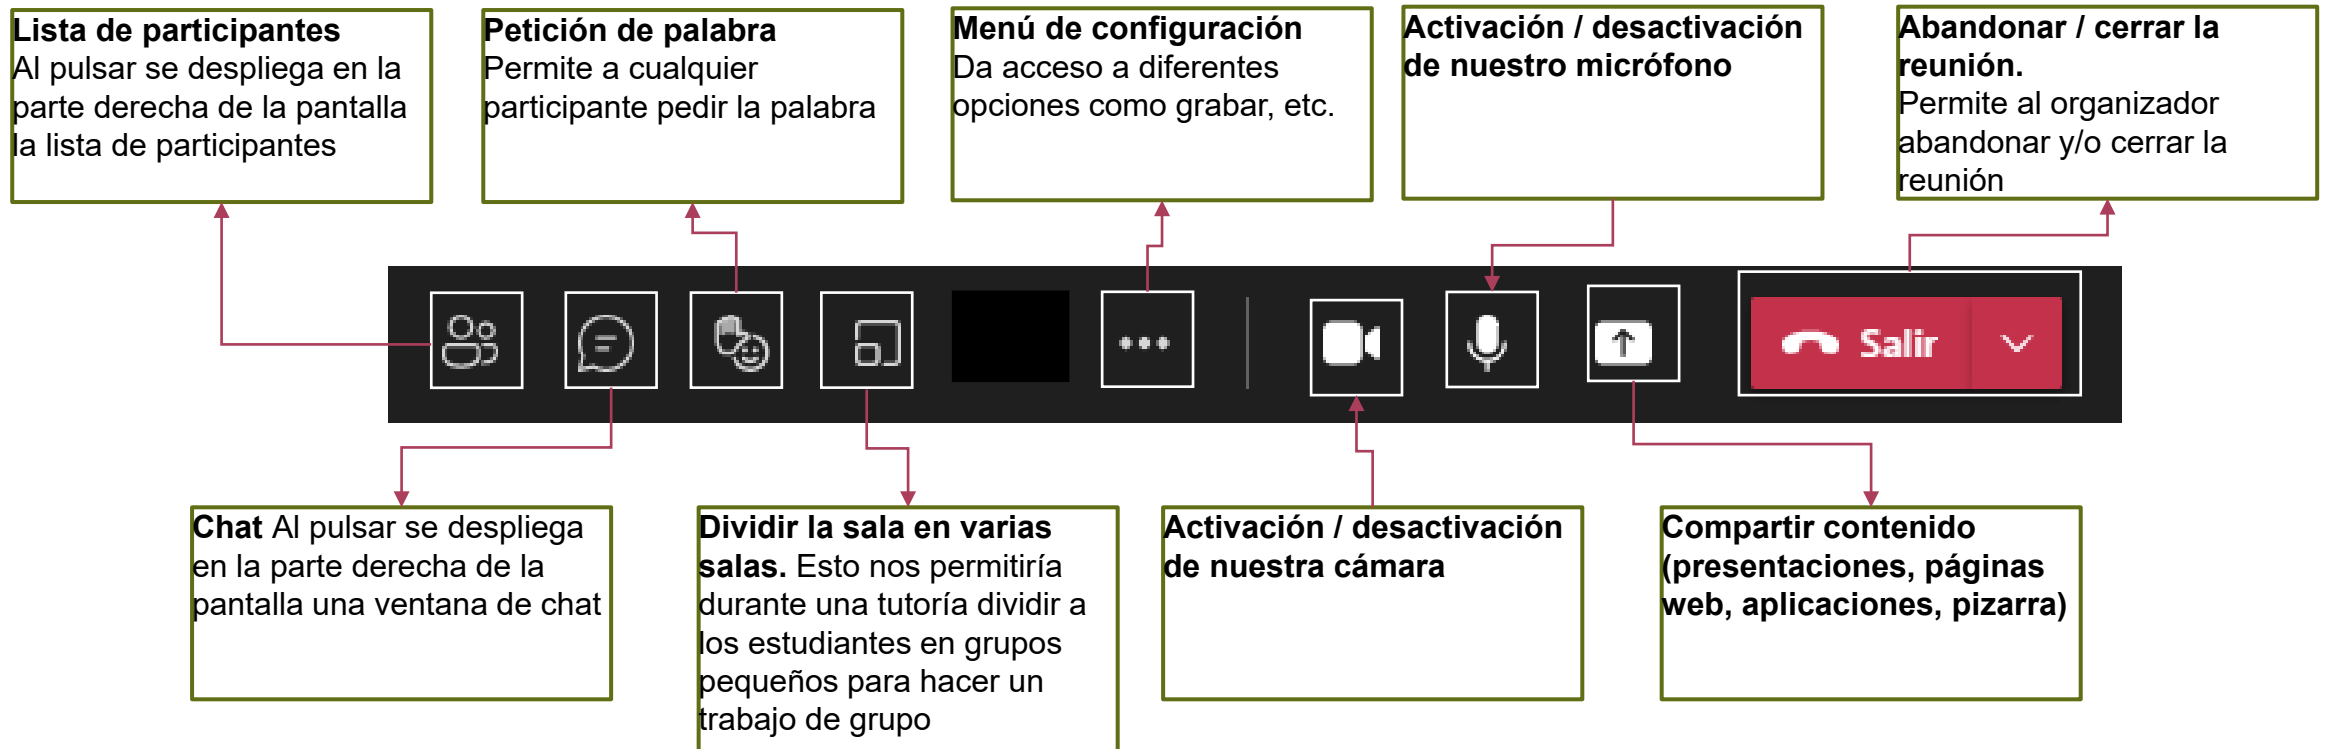 Lista de participantes
Al pulsar se despliega en la
parte derecha de la pantalla
la lista de participantes
Petición de palabra
Permite a cualquier
participante pedir la palabra
Menú de configuración
Da acceso a diferentes
opciones como grabar, etc.
Activación / desactivación
de nuestro micrófono
Abandonar / cerrar la
reunión.
Permite al organizador
abandonar y/o cerrar la
reunión
Salir
Chat Al pulsar se despliega
en la parte derecha de la
pantalla una ventana de chat
Dividir la sala en varias
salas. Esto nos permitiría
durante una tutoría dividir a
los estudiantes en grupos
pequeños para hacer un
trabajo de grupo
Activación / desactivación
de nuestra cámara
Compartir contenido
(presentaciones, páginas
web, aplicaciones, pizarra)